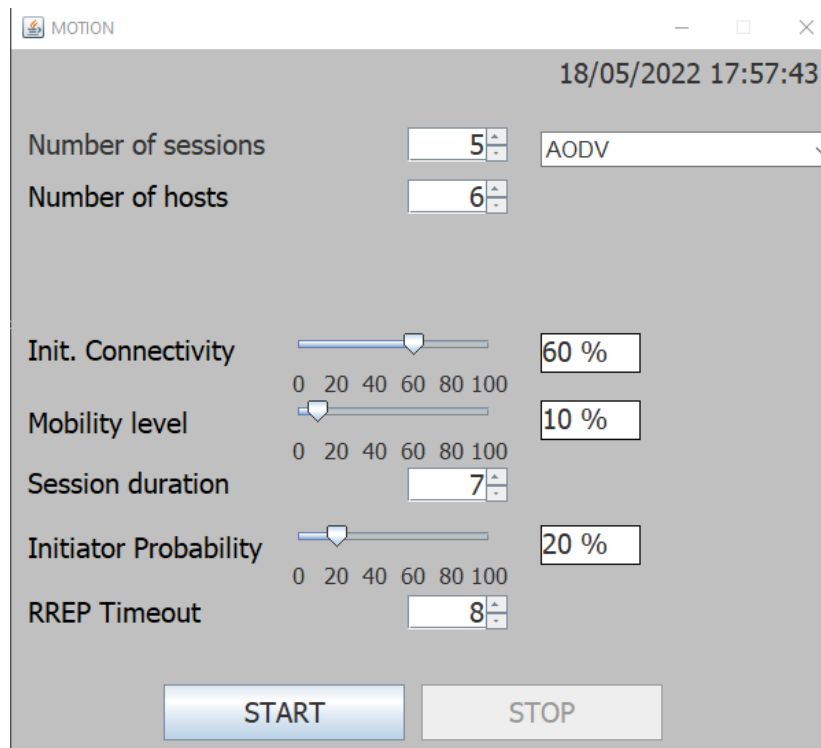 MOTION
18/05/2022 17:57:43
Number of sessions 5 AODV
Number of hosts 6
Init. Connectivity 60 %
0 20 40 60 80 100
Mobility level 10 %
0 20 40 60 80 100
Session duration 7
Initiator Probability 20 %
0 20 40 60 80 100
RREP Timeout 8
START STOP